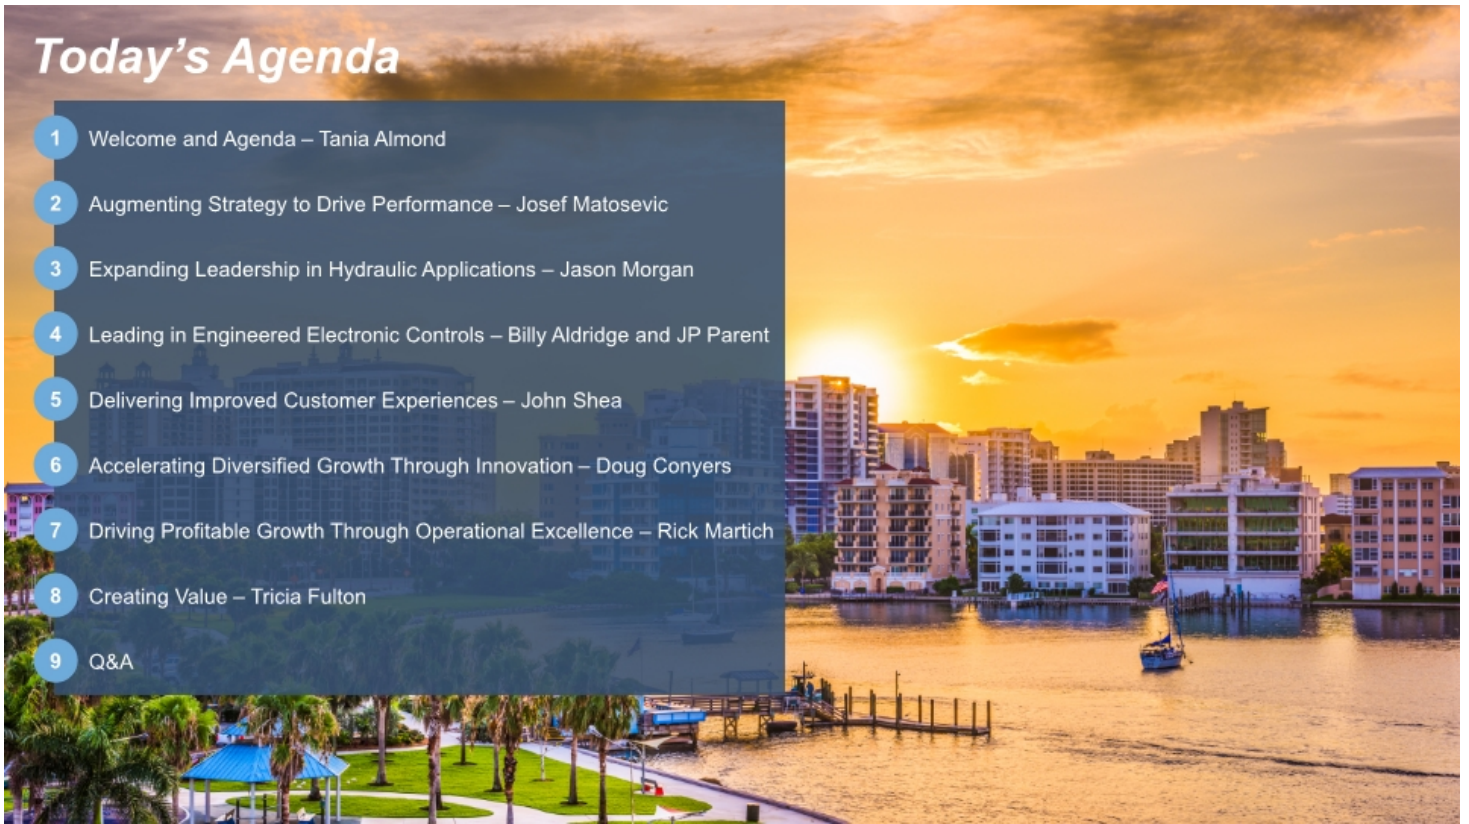 Today's Agenda
1 Welcome and Agenda – Tania Almond
2 Augmenting Strategy to Drive Performance – Josef Matosevic
3 Expanding Leadership in Hydraulic Applications – Jason Morgan
4 Leading in Engineered Electronic Controls – Billy Aldridge and JP Parent
5 Delivering Improved Customer Experiences – John Shea
6 Accelerating Diversified Growth Through Innovation – Doug Conyers
7 Driving Profitable Growth Through Operational Excellence – Rick Martich
8 Creating Value – Tricia Fulton
9 Q&A